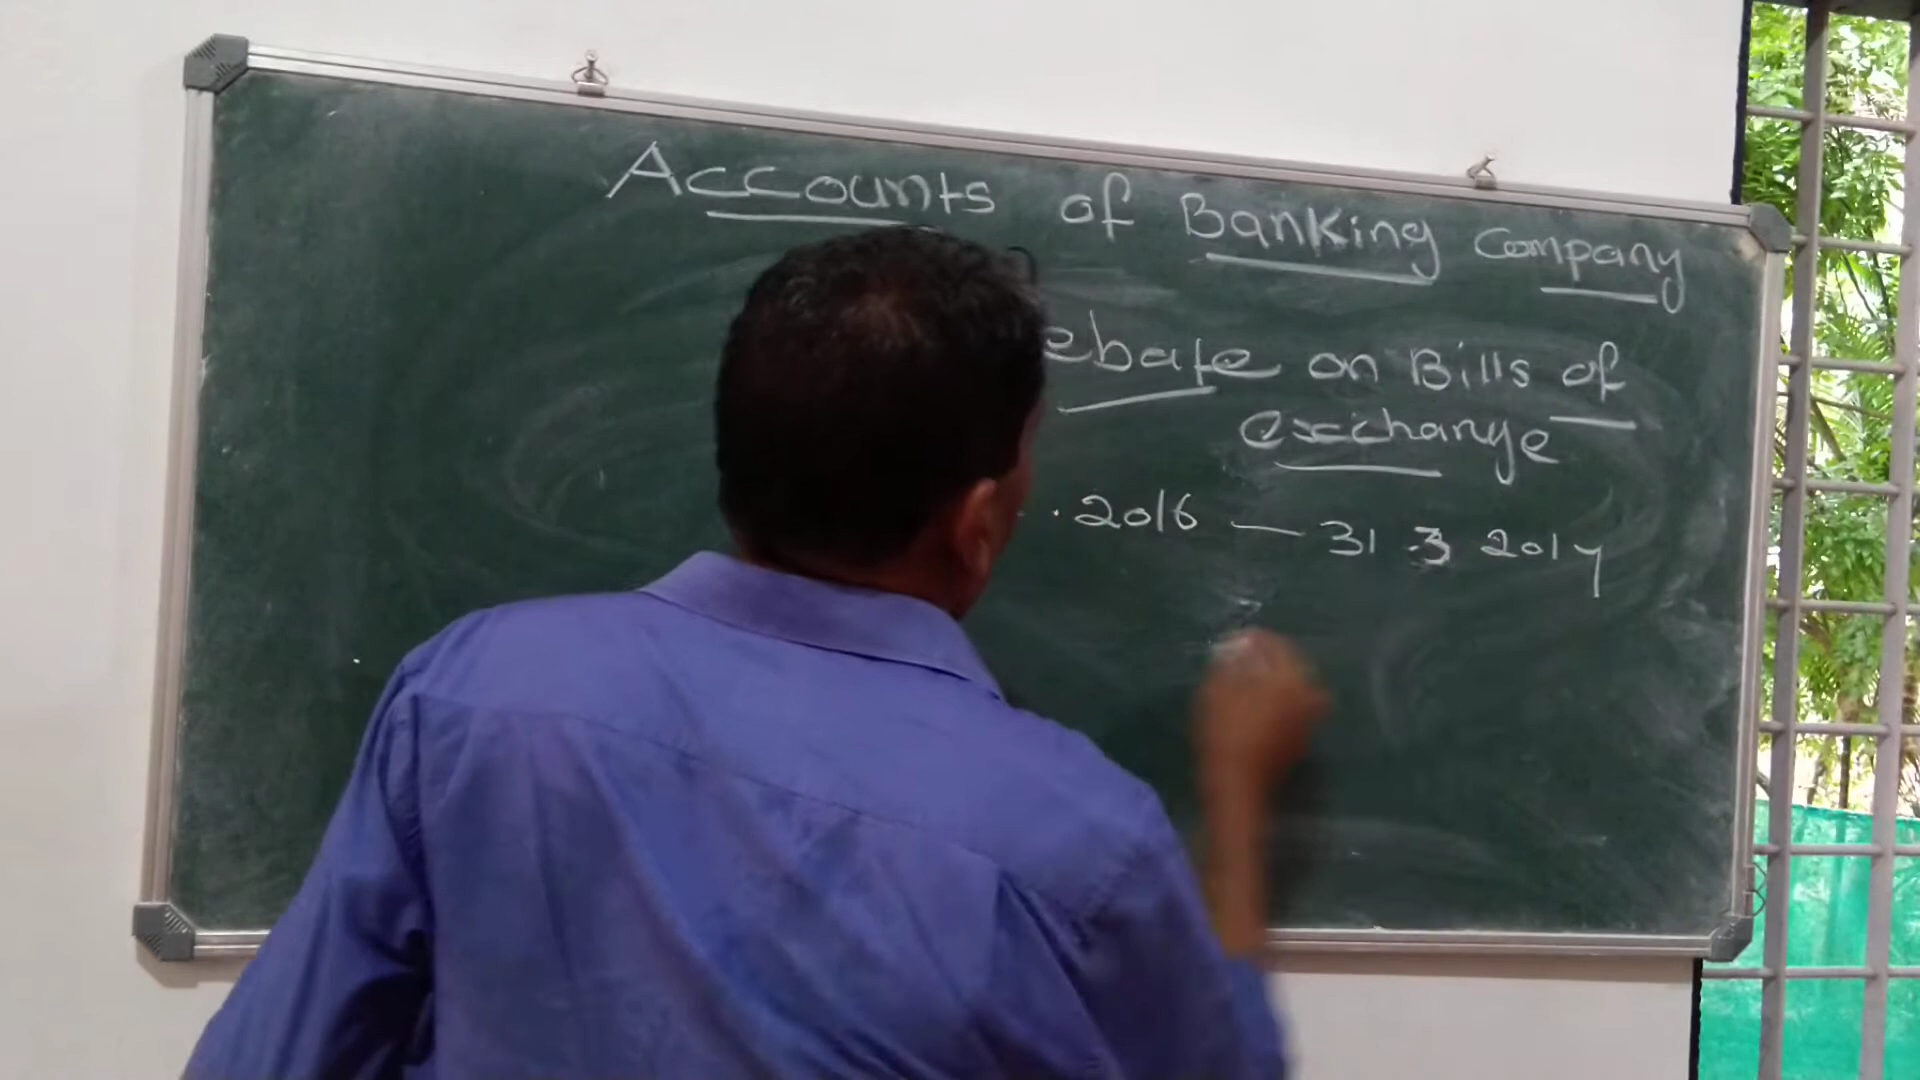 Accounts of Banking Company
ebate on Bills of
exchange
. 2016 — 31.3.2017